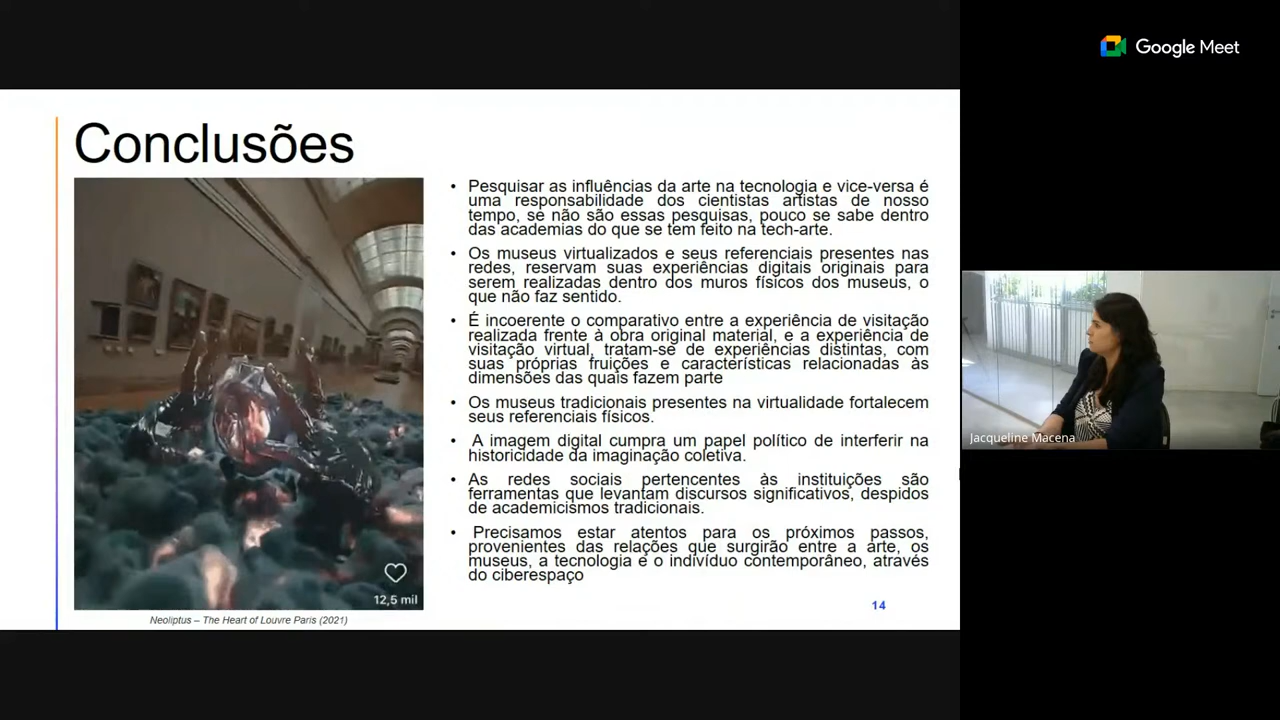 Google Meet
Conclusões
• Pesquisar as influências da arte na tecnologia e vice-versa é
uma responsabilidade dos cientistas artistas de nosso
tempo, se não são essas pesquisas, pouco se sabe dentro
das academias do que se tem feito na tech-arte.
• Os museus virtualizados e seus referenciais presentes nas
redes, reservam suas experiências digitais originais para
serem realizadas dentro dos muros físicos dos museus, o
que não faz sentido.
• É incoerente o comparativo entre a experiência de visitação
realizada frente à obra original material, e a experiência de
visitação virtual, tratam-se de experiências distintas, com
suas próprias fruições e características relacionadas às
dimensões das quais fazem parte
• Os museus tradicionais presentes na virtualidade fortalecem
seus referenciais físicos.
• A imagem digital cumpra um papel político de interferir na
historicidade da imaginação coletiva.
• As redes sociais pertencentes às instituições são
ferramentas que levantam discursos significativos, despidos
de academicismos tradicionais.
• Precisamos estar atentos para os próximos passos,
provenientes das relações que surgirão entre a arte, os
museus, a tecnologia e o indivíduo contemporâneo, através
do ciberespaço
12,5 mil
Neoliptus – The Heart of Louvre Paris (2021)
14
Jacqueline Macena